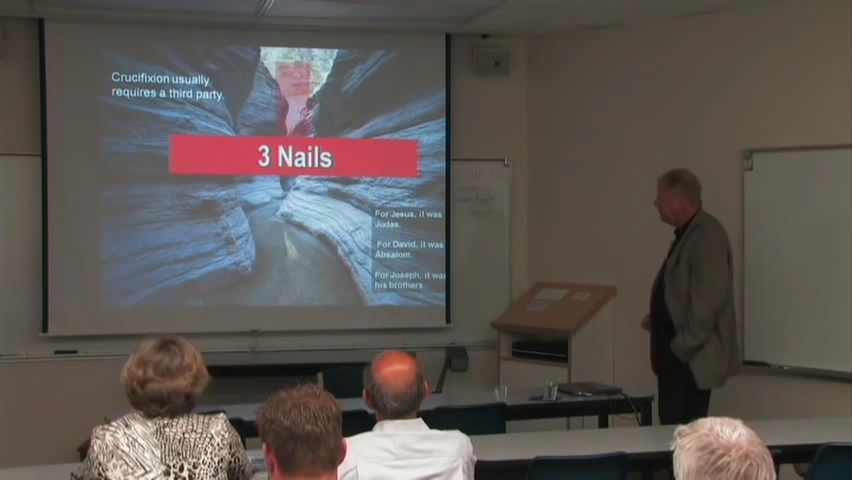 Crucifixion usually
requires a third party.
3 Nails
For Jesus, it was
Judas.
For David, it was
Absalom.
For Joseph, it was
his brothers.